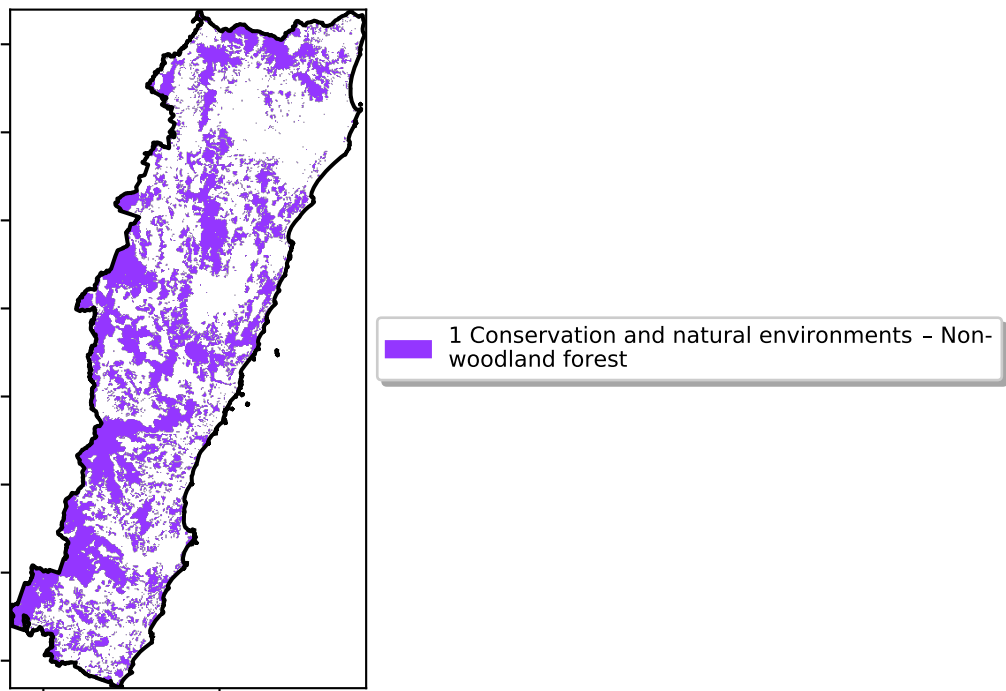 1 Conservation and natural environments – Non-
woodland forest